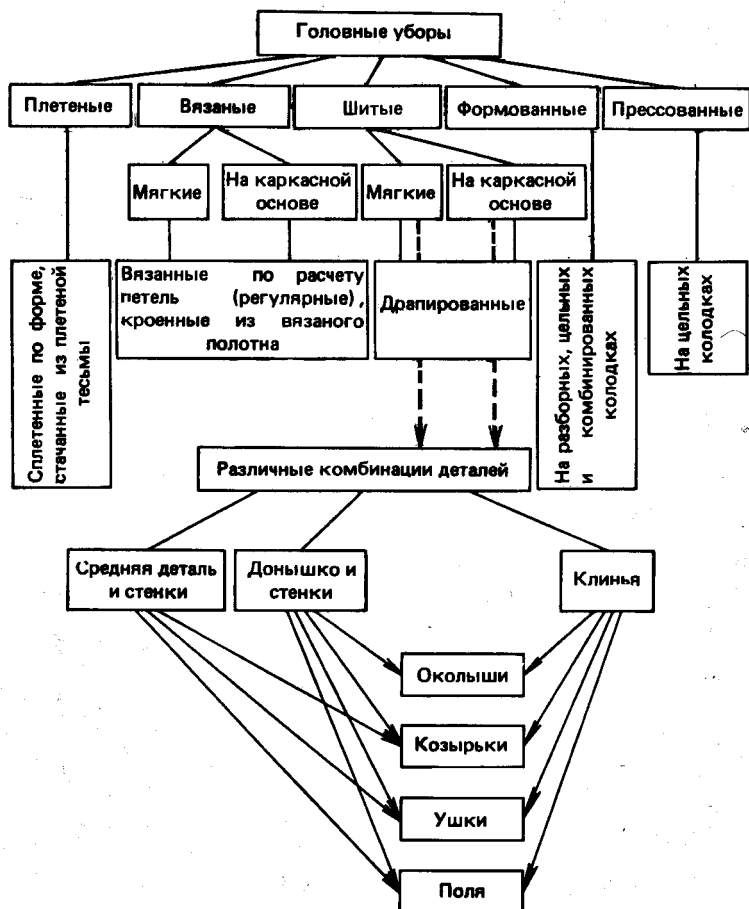 Головные уборы
Плетеные
Вязаные
Шитые
Формованные
Прессованные
Мягкие
На каркасной
основе
Мягкие
На каркасной
основе
Сплетенные по форме,
стачанные из плетеной
тесьмы
Вязанные по расчету
петель (регулярные),
кроенные из вязаного
полотна
Драпированные
На разборных, цельных
и комбинированных
колодках
На цельных
колодках
Различные комбинации деталей
Средняя деталь
и стенки
Донышко и
стенки
Клинья
Околыши
Козырьки
Ушки
Поля